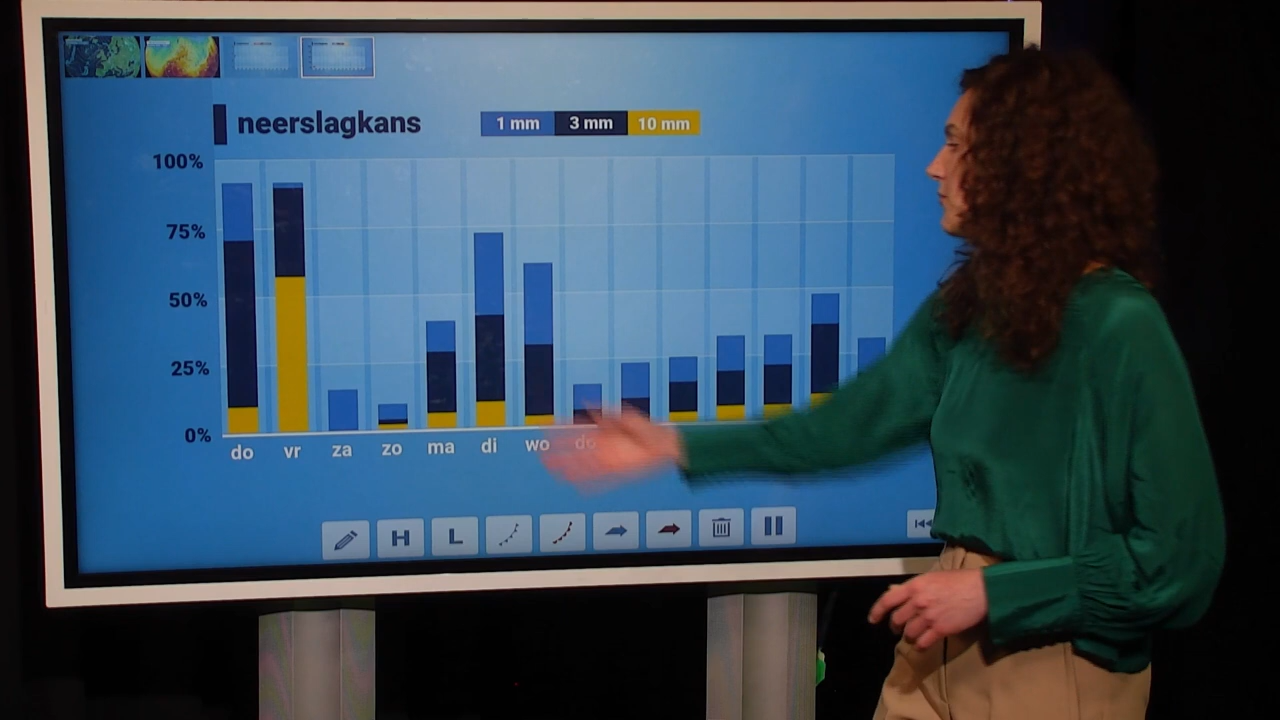 neerslagkans
1 mm 3 mm 10 mm
100%
75%
50%
25%
0%
do vr za zo ma di wo do
H L